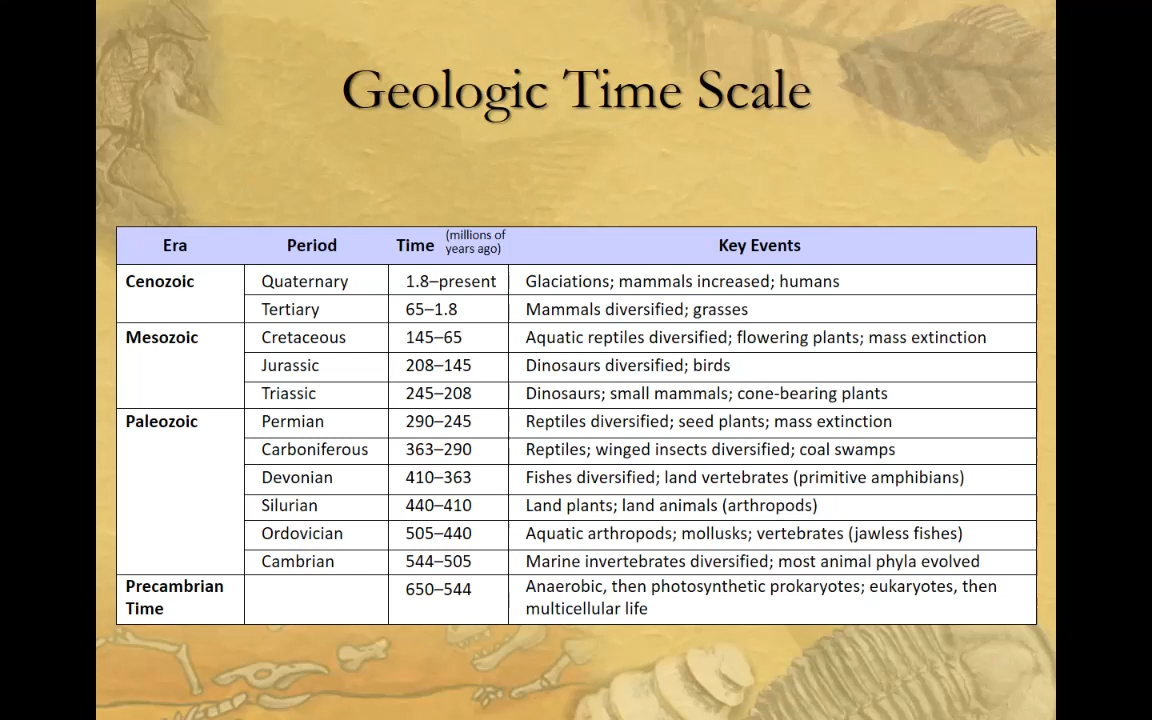 Geologic Time Scale
Era Period Time (millions of years ago) Key Events
Cenozoic Quaternary 1.8–present Glaciations; mammals increased; humans
Tertiary 65–1.8 Mammals diversified; grasses
Mesozoic Cretaceous 145–65 Aquatic reptiles diversified; flowering plants; mass extinction
Jurassic 208–145 Dinosaurs diversified; birds
Triassic 245–208 Dinosaurs; small mammals; cone-bearing plants
Paleozoic Permian 290–245 Reptiles diversified; seed plants; mass extinction
Carboniferous 363–290 Reptiles; winged insects diversified; coal swamps
Devonian 410–363 Fishes diversified; land vertebrates (primitive amphibians)
Silurian 440–410 Land plants; land animals (arthropods)
Ordovician 505–440 Aquatic arthropods; mollusks; vertebrates (jawless fishes)
Cambrian 544–505 Marine invertebrates diversified; most animal phyla evolved
Precambrian Time 650–544 Anaerobic, then photosynthetic prokaryotes; eukaryotes, then
multicellular life